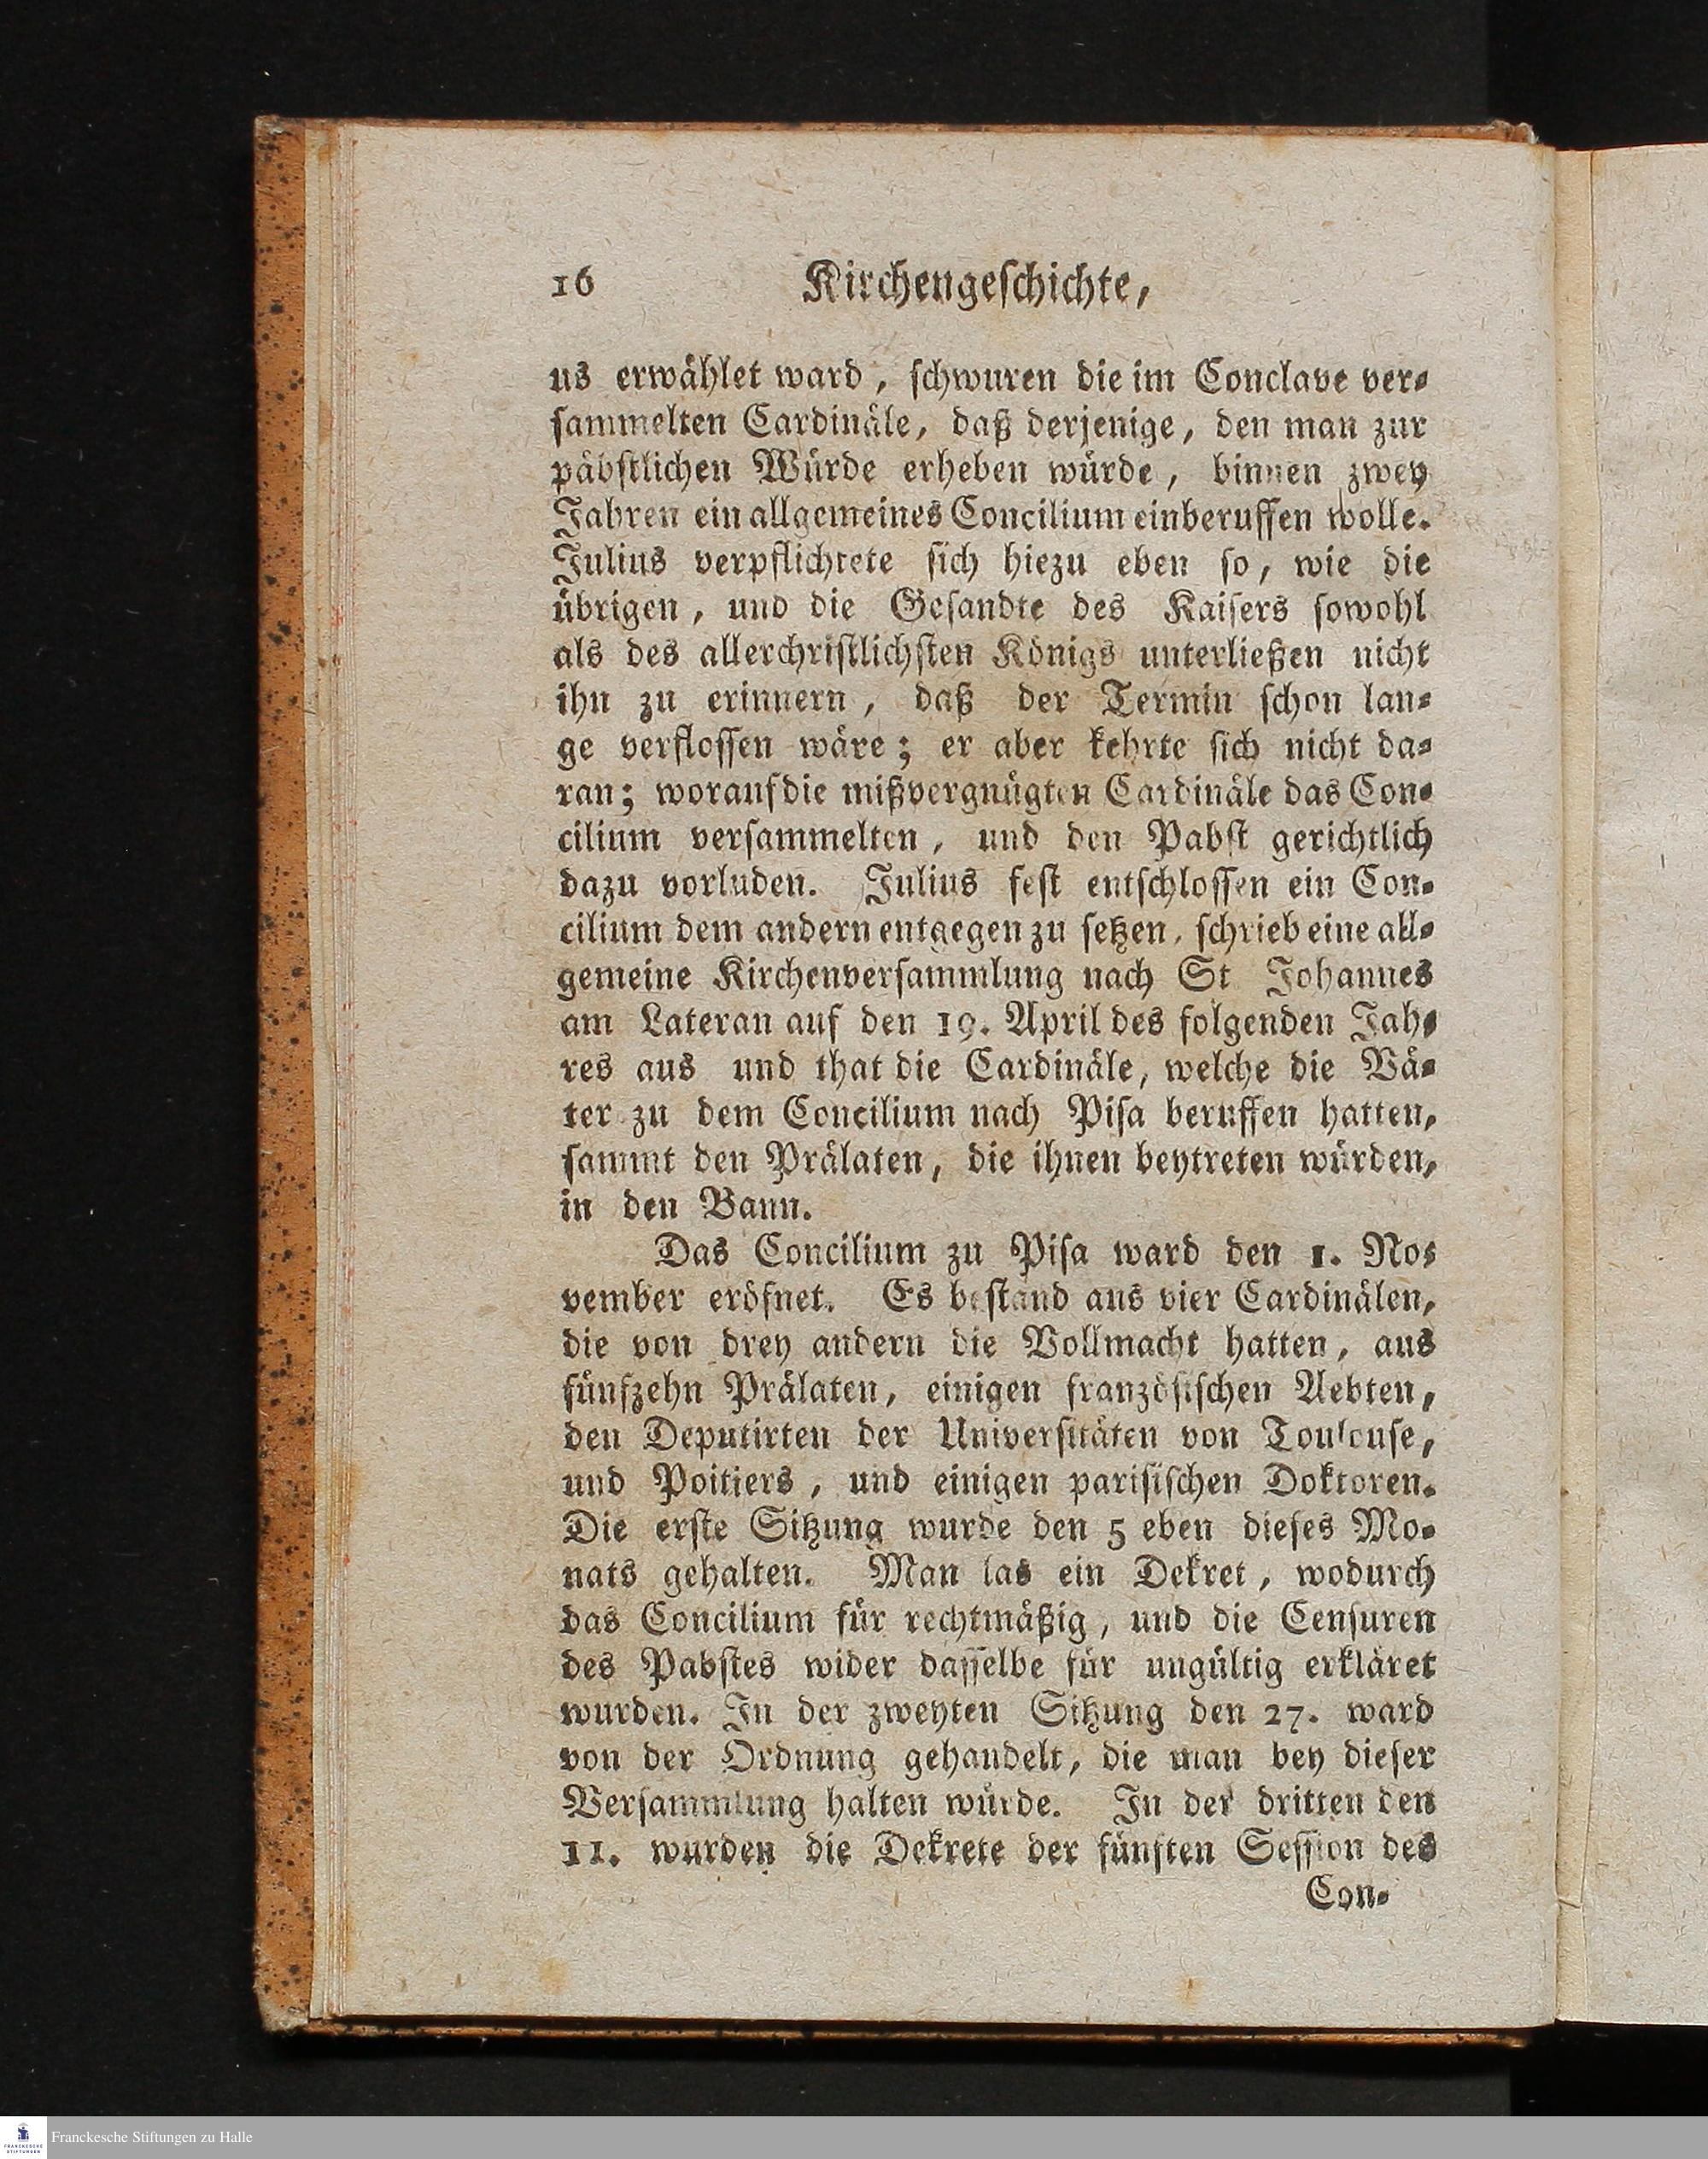 16 Kirchengeschichte,
us erwählet ward, schwuren die im Conclave ver-
sammelten Cardinäle, daß derjenige, den man zur
päbstlichen Würde erheben würde, binnen zwey
Jahren ein allgemeines Concilium einberuffen wolle.
Julius verpflichtete sich hiezu eben so, wie die
übrigen, und die Gesandte des Kaisers sowohl
als des allerchristlichsten Königs unterließen nicht
ihn zu erinnern, daß der Termin schon lan-
ge verflossen wäre; er aber kehrte sich nicht da-
ran; worauf die mißvergnügten Cardinäle das Con-
cilium versammelten, und den Pabst gerichtlich
dazu vorluden. Julius fest entschlossen ein Con-
cilium dem andern entgegen zu setzen, schrieb eine all-
gemeine Kirchenversammlung nach St Johannes
am Lateran auf den 19. April des folgenden Jah-
res aus und that die Cardinäle, welche die Vä-
ter zu dem Concilium nach Pisa beruffen hatten,
sammt den Prälaten, die ihnen beytreten würden,
in den Bann.
Das Concilium zu Pisa ward den 1. No-
vember eröfnet. Es bestand aus vier Cardinälen,
die von drey andern die Vollmacht hatten, aus
fünfzehn Prälaten, einigen französischen Aebten,
den Deputirten der Universitäten von Toulouse,
und Poitiers, und einigen parisischen Doktoren.
Die erste Sitzung wurde den 5 eben dieses Mo-
nats gehalten. Man las ein Dekret, wodurch
das Concilium für rechtmäßig, und die Censuren
des Pabstes wider dasselbe für ungültig erkläret
wurden. In der zweyten Sitzung den 27. ward
von der Ordnung gehandelt, die man bey dieser
Versammlung halten würde. In der dritten den
11. wurden die Dekrete der fünften Session des
Con-
FRANCKESCHE STIFTUNGEN
Franckesche Stiftungen zu Halle